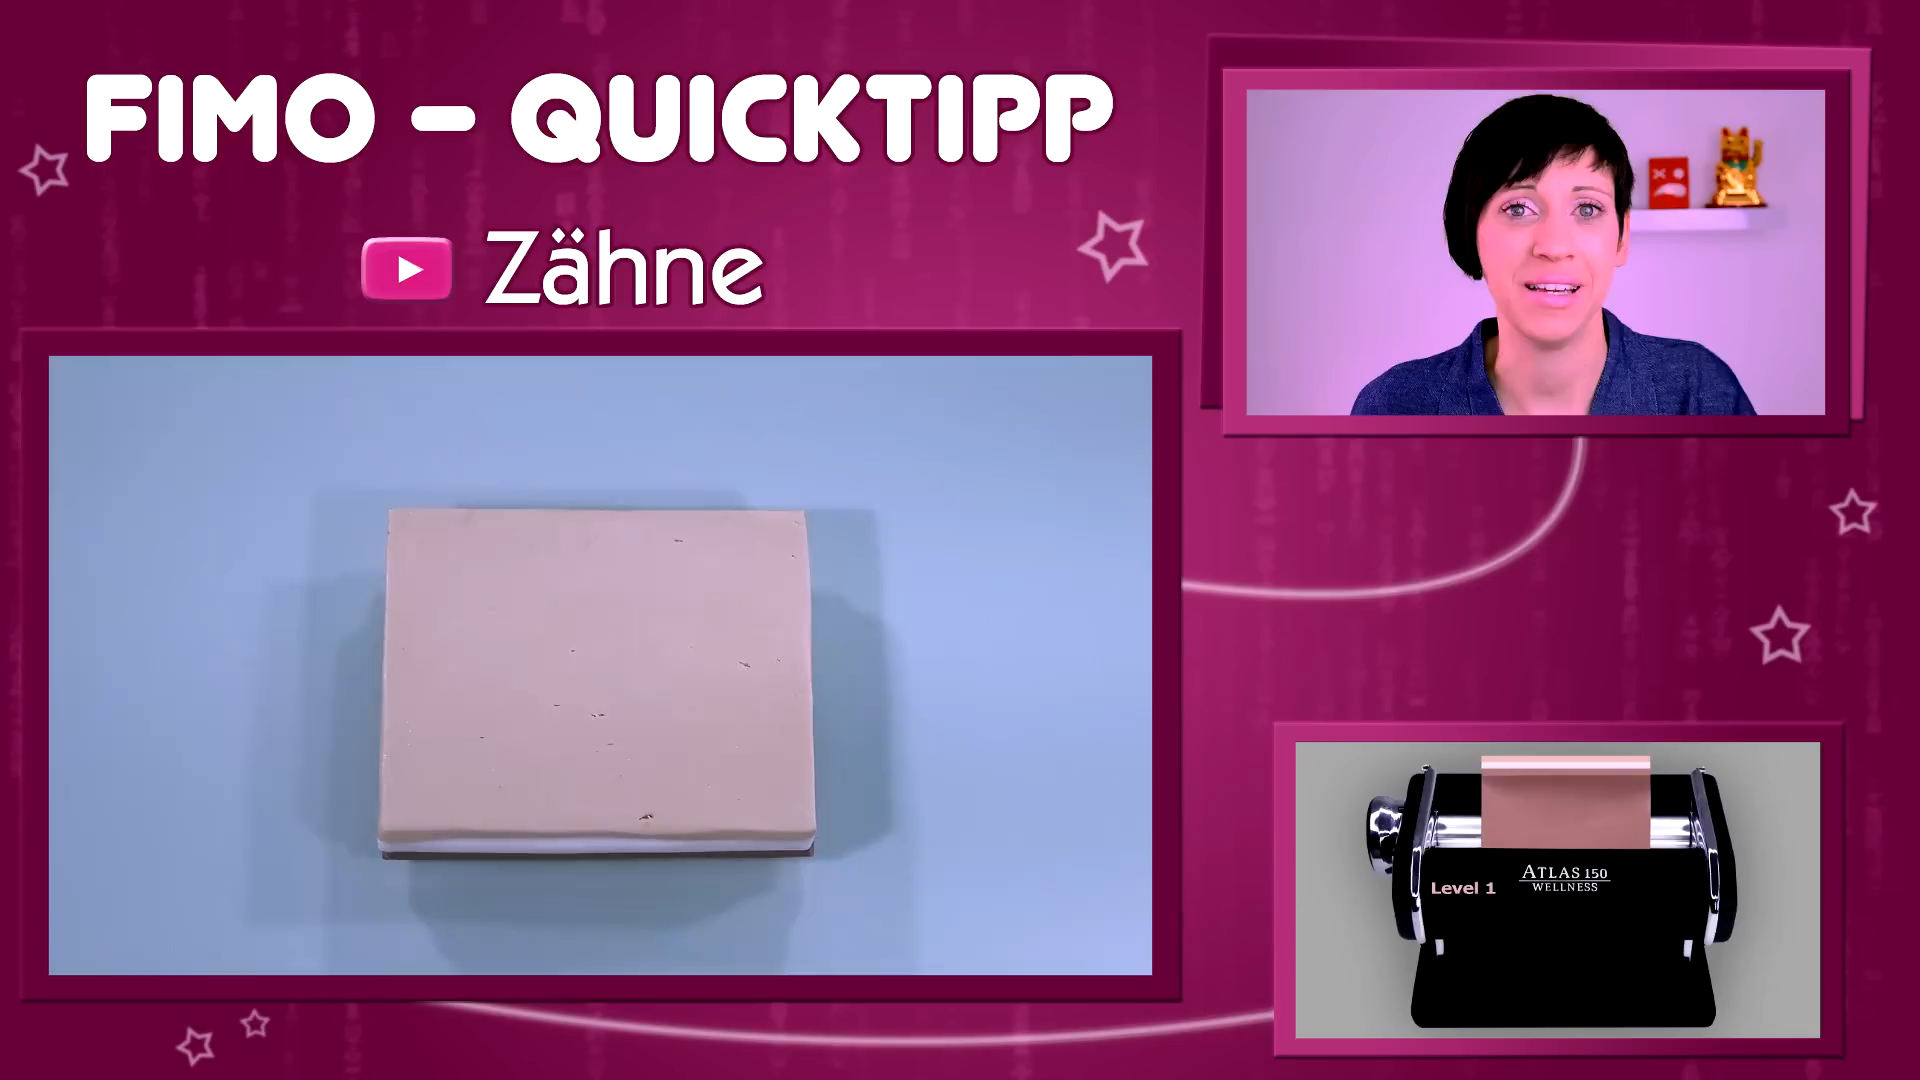 FIMO - QUICKTIPP
Zähne
Level 1
ATLAS 150
WELLNESS